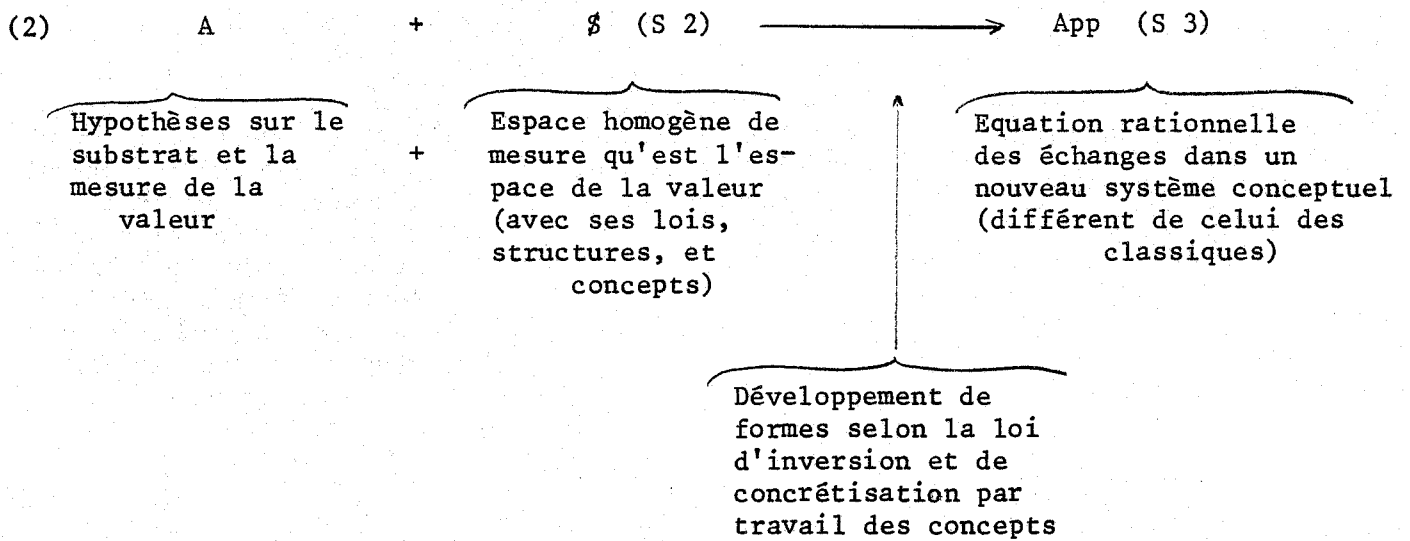 (2) A + $ (S 2) ⟶ App (S 3)
Hypothèses sur le
substrat et la
mesure de la
valeur
+
Espace homogène de
mesure qu'est l'es-
pace de la valeur
(avec ses lois,
structures, et
concepts)
Equation rationnelle
des échanges dans un
nouveau système conceptuel
(différent de celui des
classiques)
Développement de
formes selon la loi
d'inversion et de
concrétisation par
travail des concepts